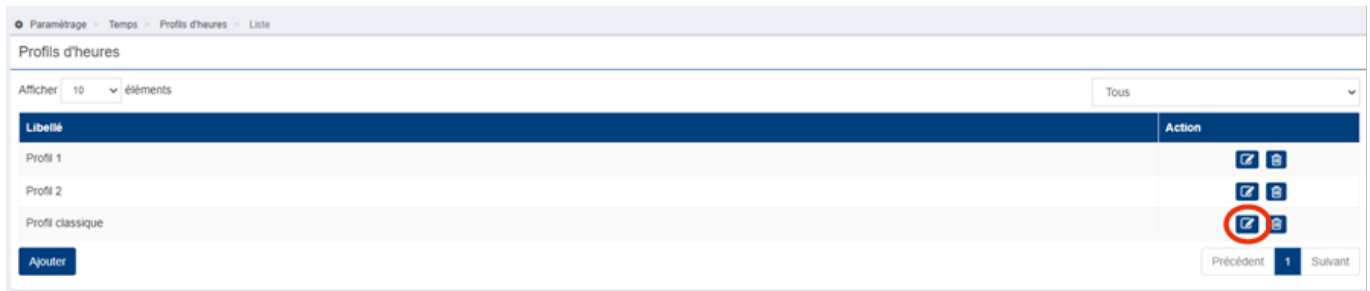 Paramétrage > Temps > Profils d'heures > Liste
Profils d'heures
Afficher 10 éléments Tous
Libellé Action
Profil 1
Profil 2
Profil classique
Ajouter Précédent 1 Suivant